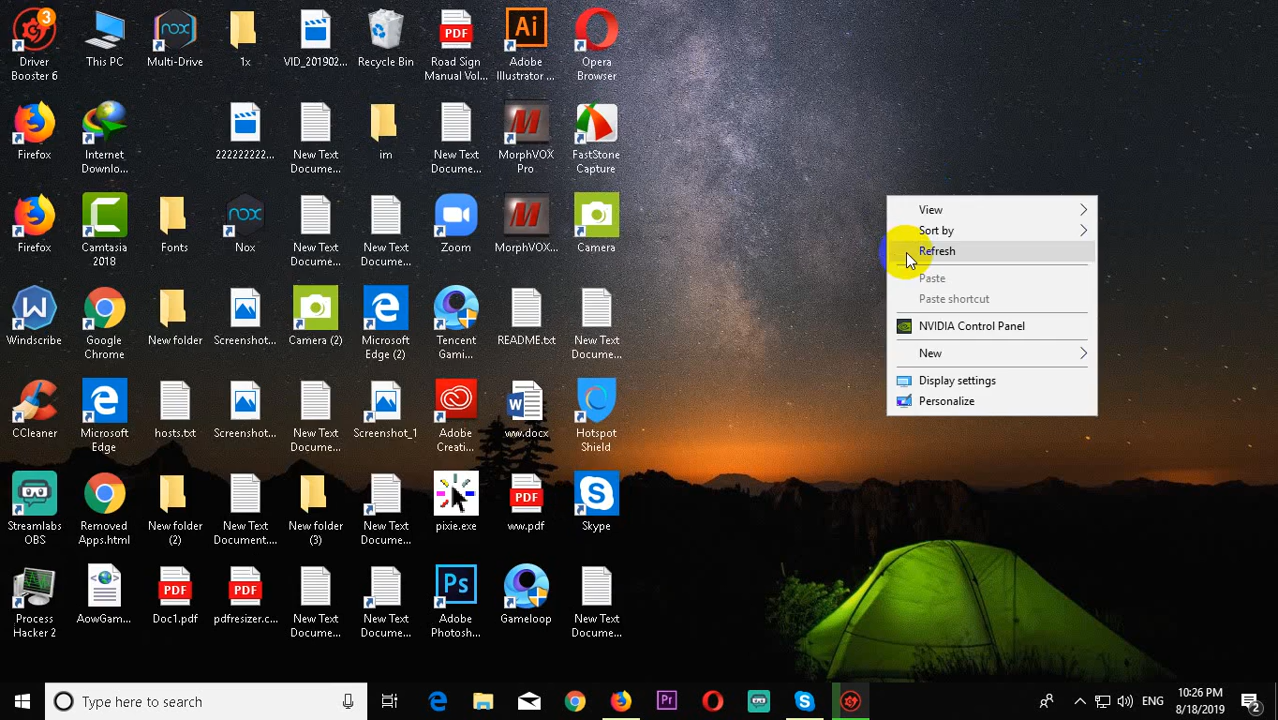 3
Driver
Booster 6
This PC
Multi-Drive
1x
VID_201902...
Recycle Bin
PDF
Road Sign
Manual Vol...
Ai
Adobe
Illustrator ...
Opera
Browser
Firefox
Internet
Downlo...
222222222...
New Text
Docume...
im
New Text
Docume...
MorphVOX
Pro
FastStone
Capture
Firefox
Camtasia
2018
Fonts
nox
Nox
New Text
Docume...
New Text
Docume...
Zoom
MorphVOX...
Camera
Windscribe
Google
Chrome
New folder
Screenshot...
Camera (2)
Microsoft
Edge (2)
Tencent
Gami...
README.txt
New Text
Docume...
CCleaner
Microsoft
Edge
hosts.txt
Screenshot...
New Text
Docume...
Screenshot_1
Adobe
Creati...
ww.docx
Hotspot
Shield
Streamlabs
OBS
Removed
Apps.html
New folder
(2)
New Text
Document....
New folder
(3)
New Text
Docume...
pixie.exe
PDF
ww.pdf
Skype
Process
Hacker 2
AowGam...
PDF
Doc1.pdf
PDF
pdfresizer.c...
New Text
Docume...
New Text
Docume...
Ps
Adobe
Photosh...
Gameloop
New Text
Docume...
View
Sort by
Refresh
Paste
Paste shortcut
NVIDIA Control Panel
New
Display settings
Personalize
Type here to search
Pr
ENG
10:26 PM
8/18/2019
2